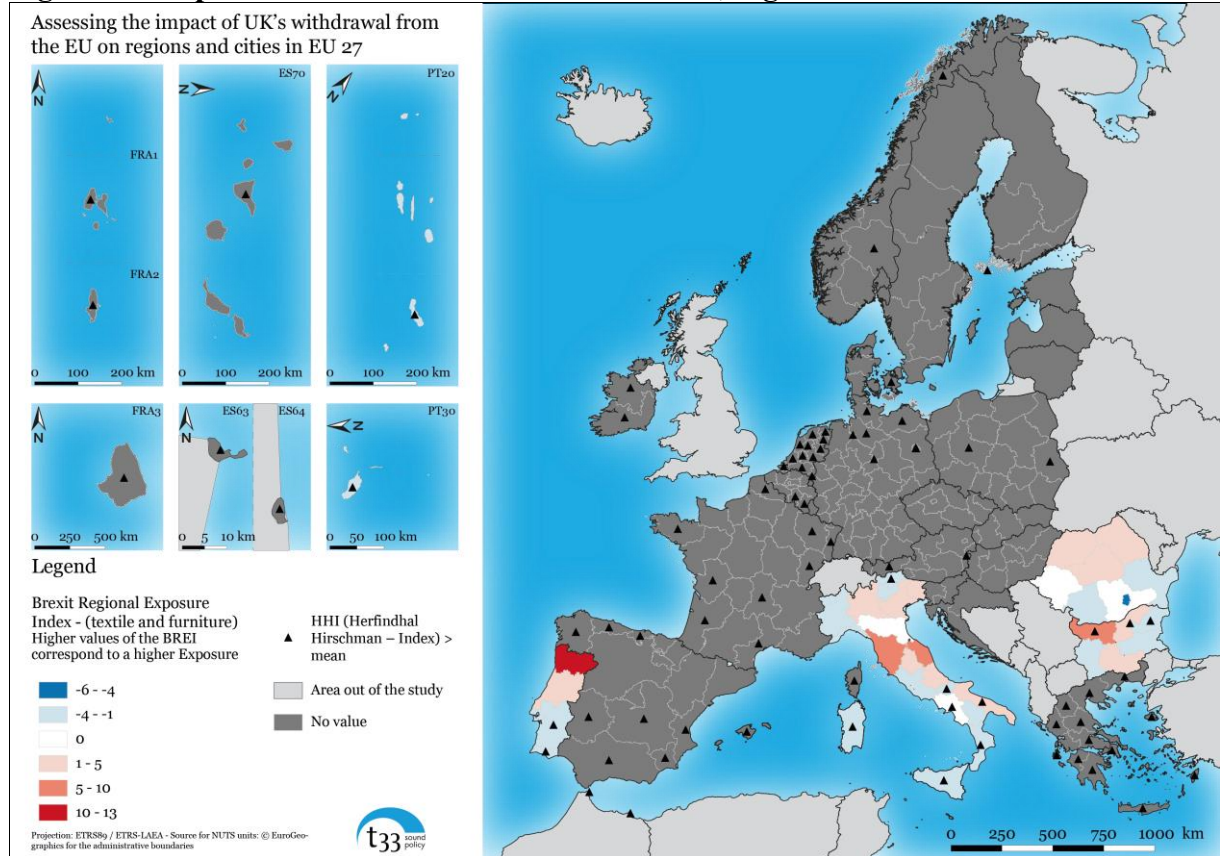 Assessing the impact of UK's withdrawal from
the EU on regions and cities in EU 27
N
FRA1
FRA2
0 100 200 km
N
ES70
0 100 200 km
N
PT20
0 100 200 km
N
FRA3
0 250 500 km
N
ES63
ES64
0 5 10 km
N
PT30
0 50 100 km
Legend
Brexit Regional Exposure
Index - (textile and furniture)
Higher values of the BREI
correspond to a higher Exposure
-6 - -4
-4 - -1
0
1 - 5
5 - 10
10 - 13
HHI (Herfindhal
Hirschman – Index) >
mean
Area out of the study
No value
Projection: ETRS89 / ETRS-LAEA - Source for NUTS units: © EuroGeo-
graphics for the administrative boundaries
t33 sound
policy
0 250 500 750 1000 km